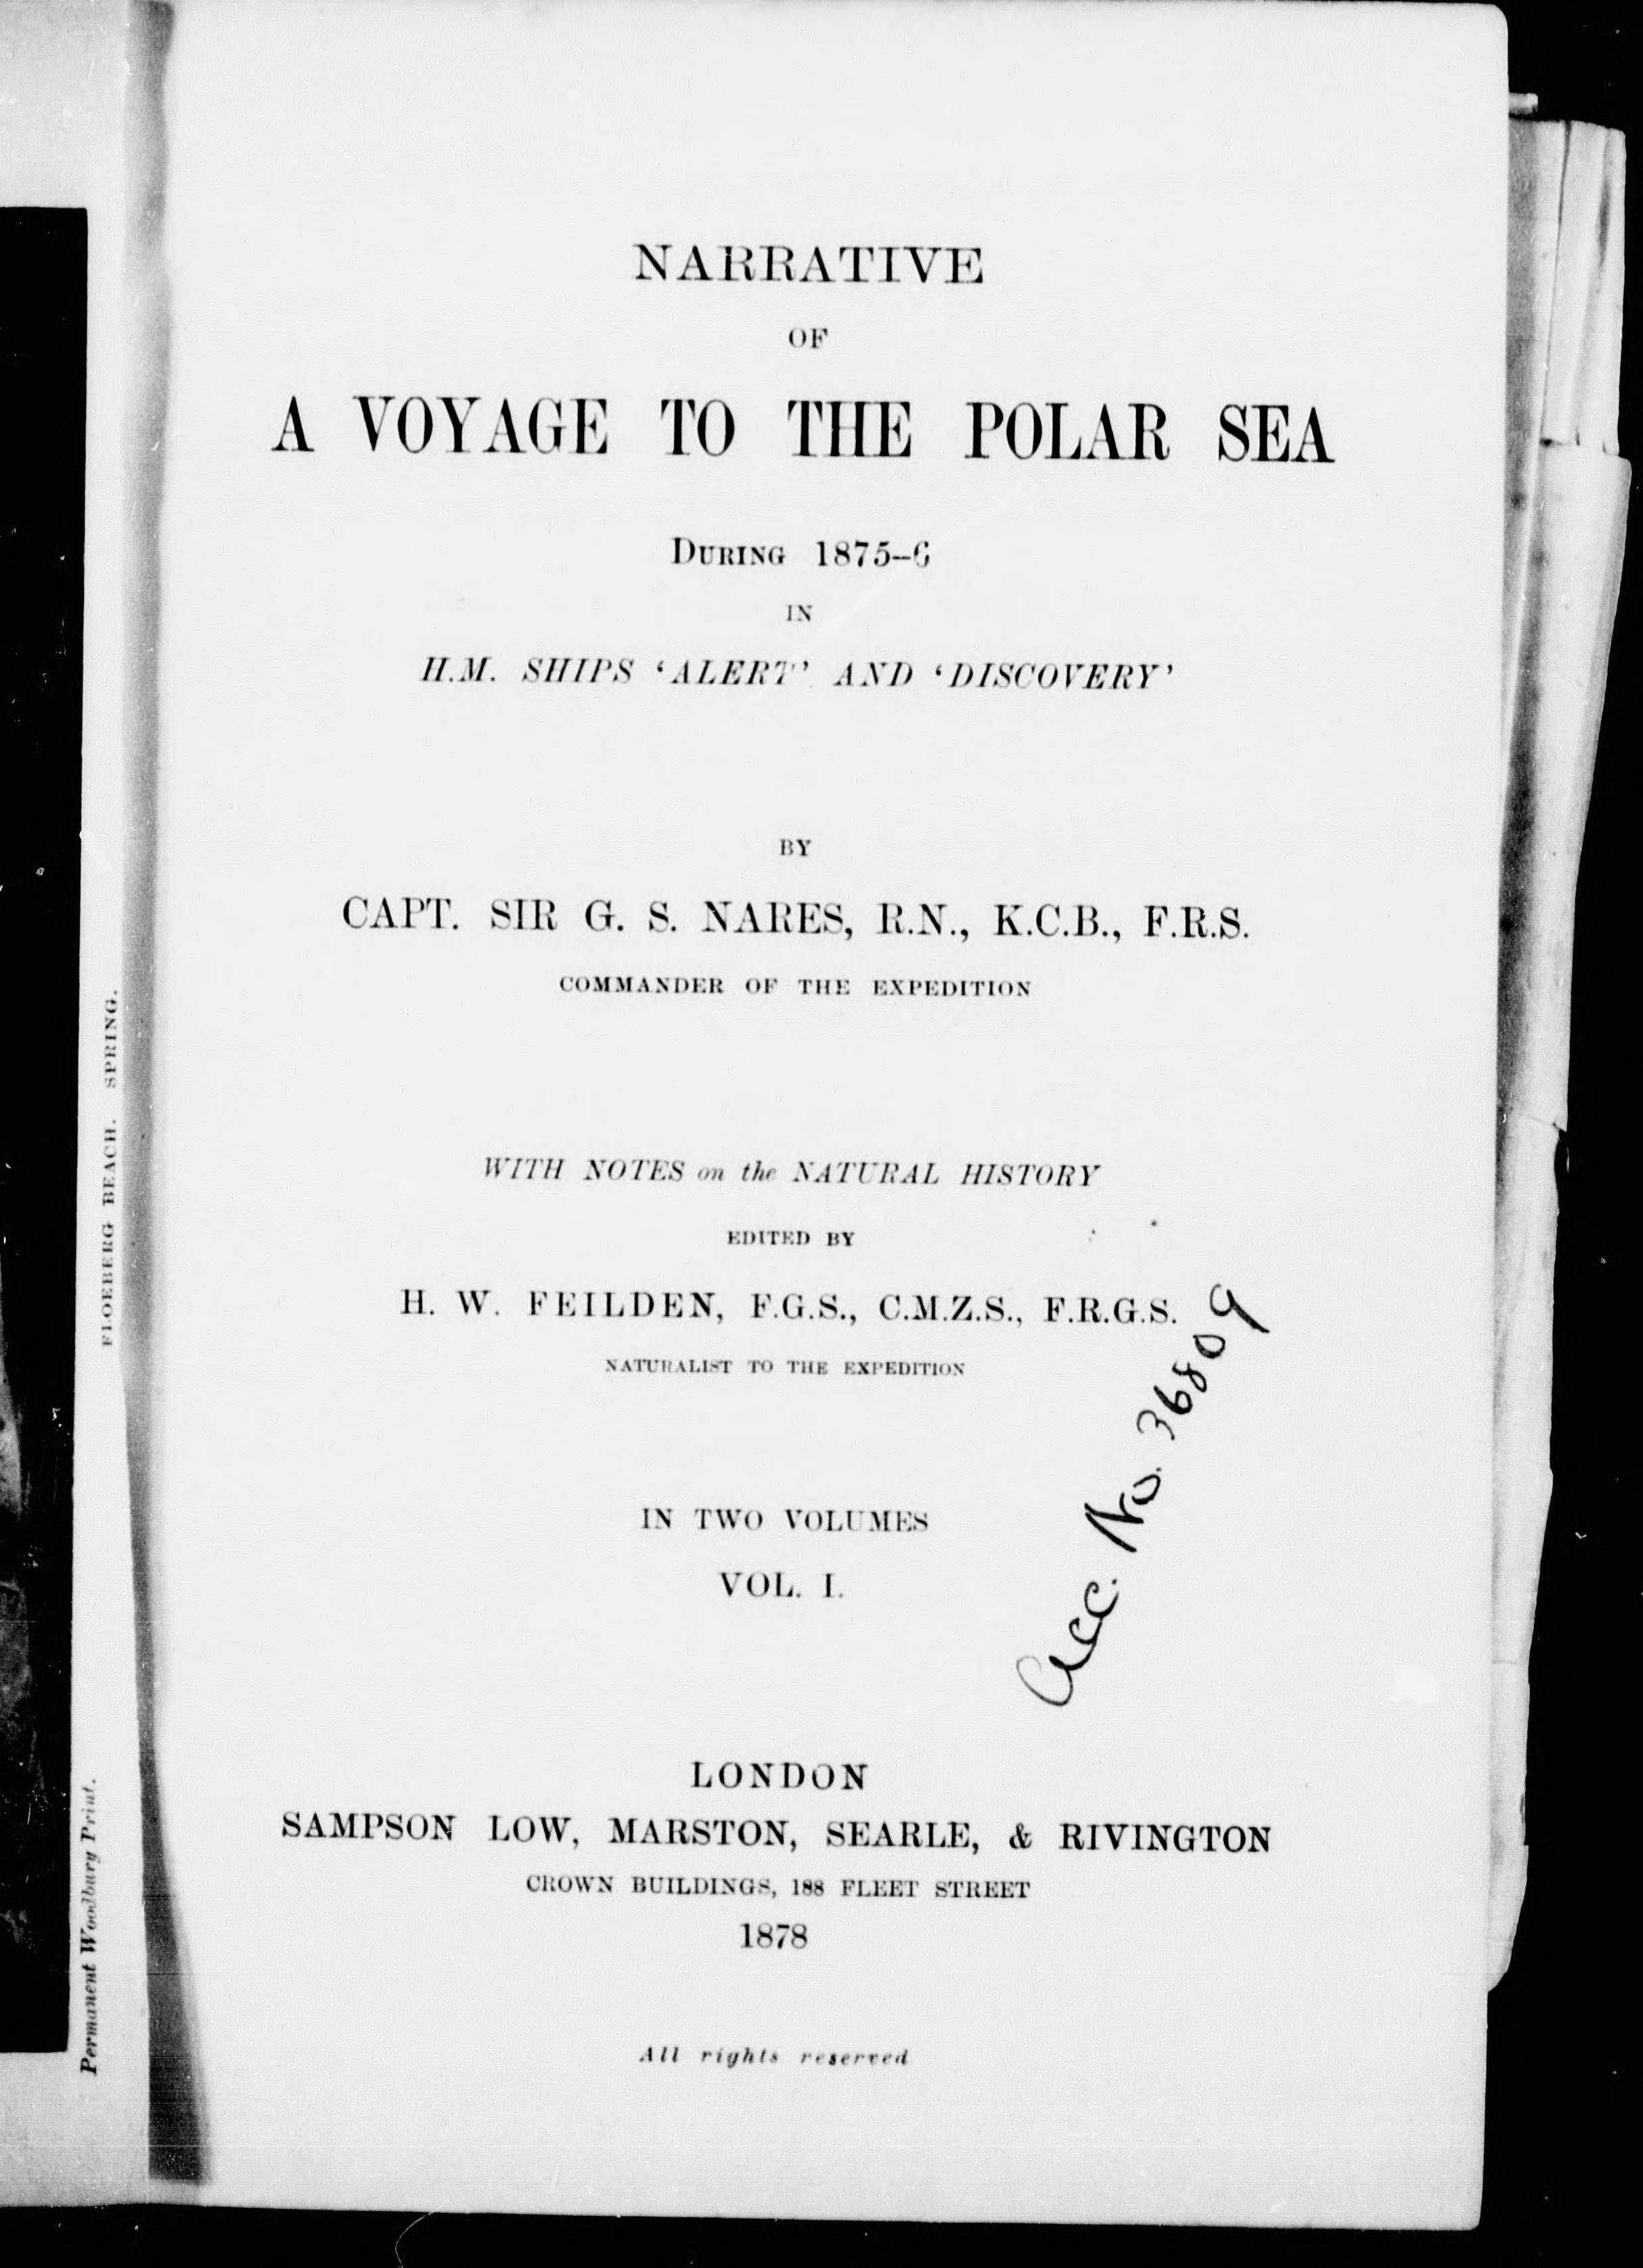 FLOEBERG BEACH. SPRING.
Permanent Woodbury Print.
NARRATIVE
OF
A VOYAGE TO THE POLAR SEA
DURING 1875–6
IN
H.M. SHIPS ‘ALERT’ AND ‘DISCOVERY’
BY
CAPT. SIR G. S. NARES, R.N., K.C.B., F.R.S.
COMMANDER OF THE EXPEDITION
WITH NOTES on the NATURAL HISTORY
EDITED BY
H. W. FEILDEN, F.G.S., C.M.Z.S., F.R.G.S.
NATURALIST TO THE EXPEDITION
IN TWO VOLUMES
VOL. I.
Acc. No. 36809
LONDON
SAMPSON LOW, MARSTON, SEARLE, & RIVINGTON
CROWN BUILDINGS, 188 FLEET STREET
1878
All rights reserved